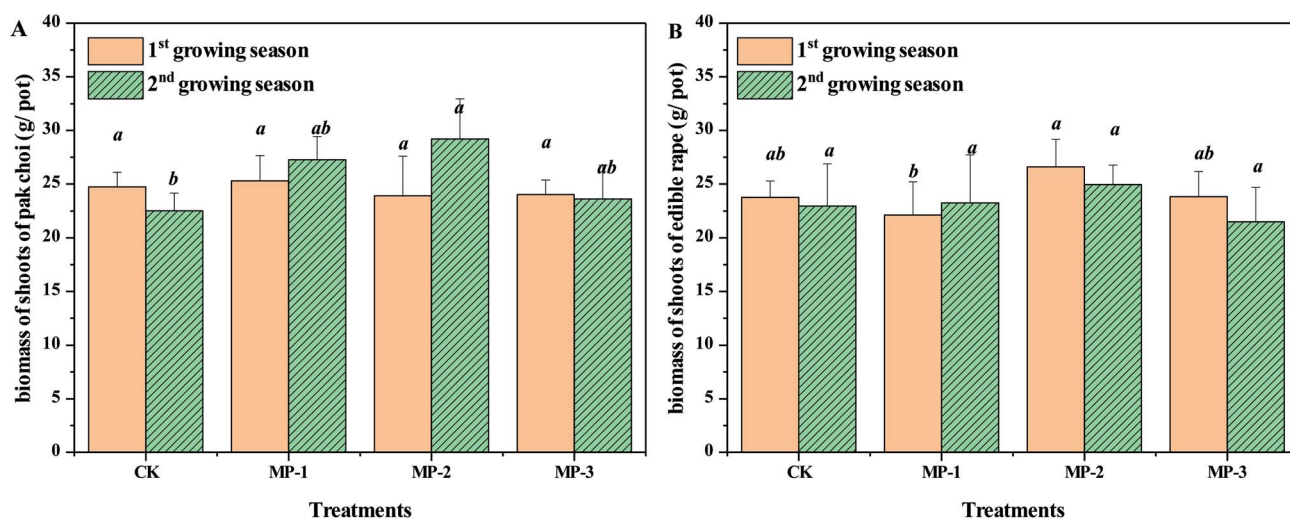 A
40
35
30
25
20
15
10
5
0
biomass of shoots of pak choi (g/ pot)
1st growing season
2nd growing season
a
b
a
ab
a
a
a
ab
CK
MP-1
MP-2
MP-3
Treatments
B
40
35
30
25
20
15
10
5
0
biomass of shoots of edible rape (g/ pot)
1st growing season
2nd growing season
ab
a
b
a
a
a
ab
a
CK
MP-1
MP-2
MP-3
Treatments